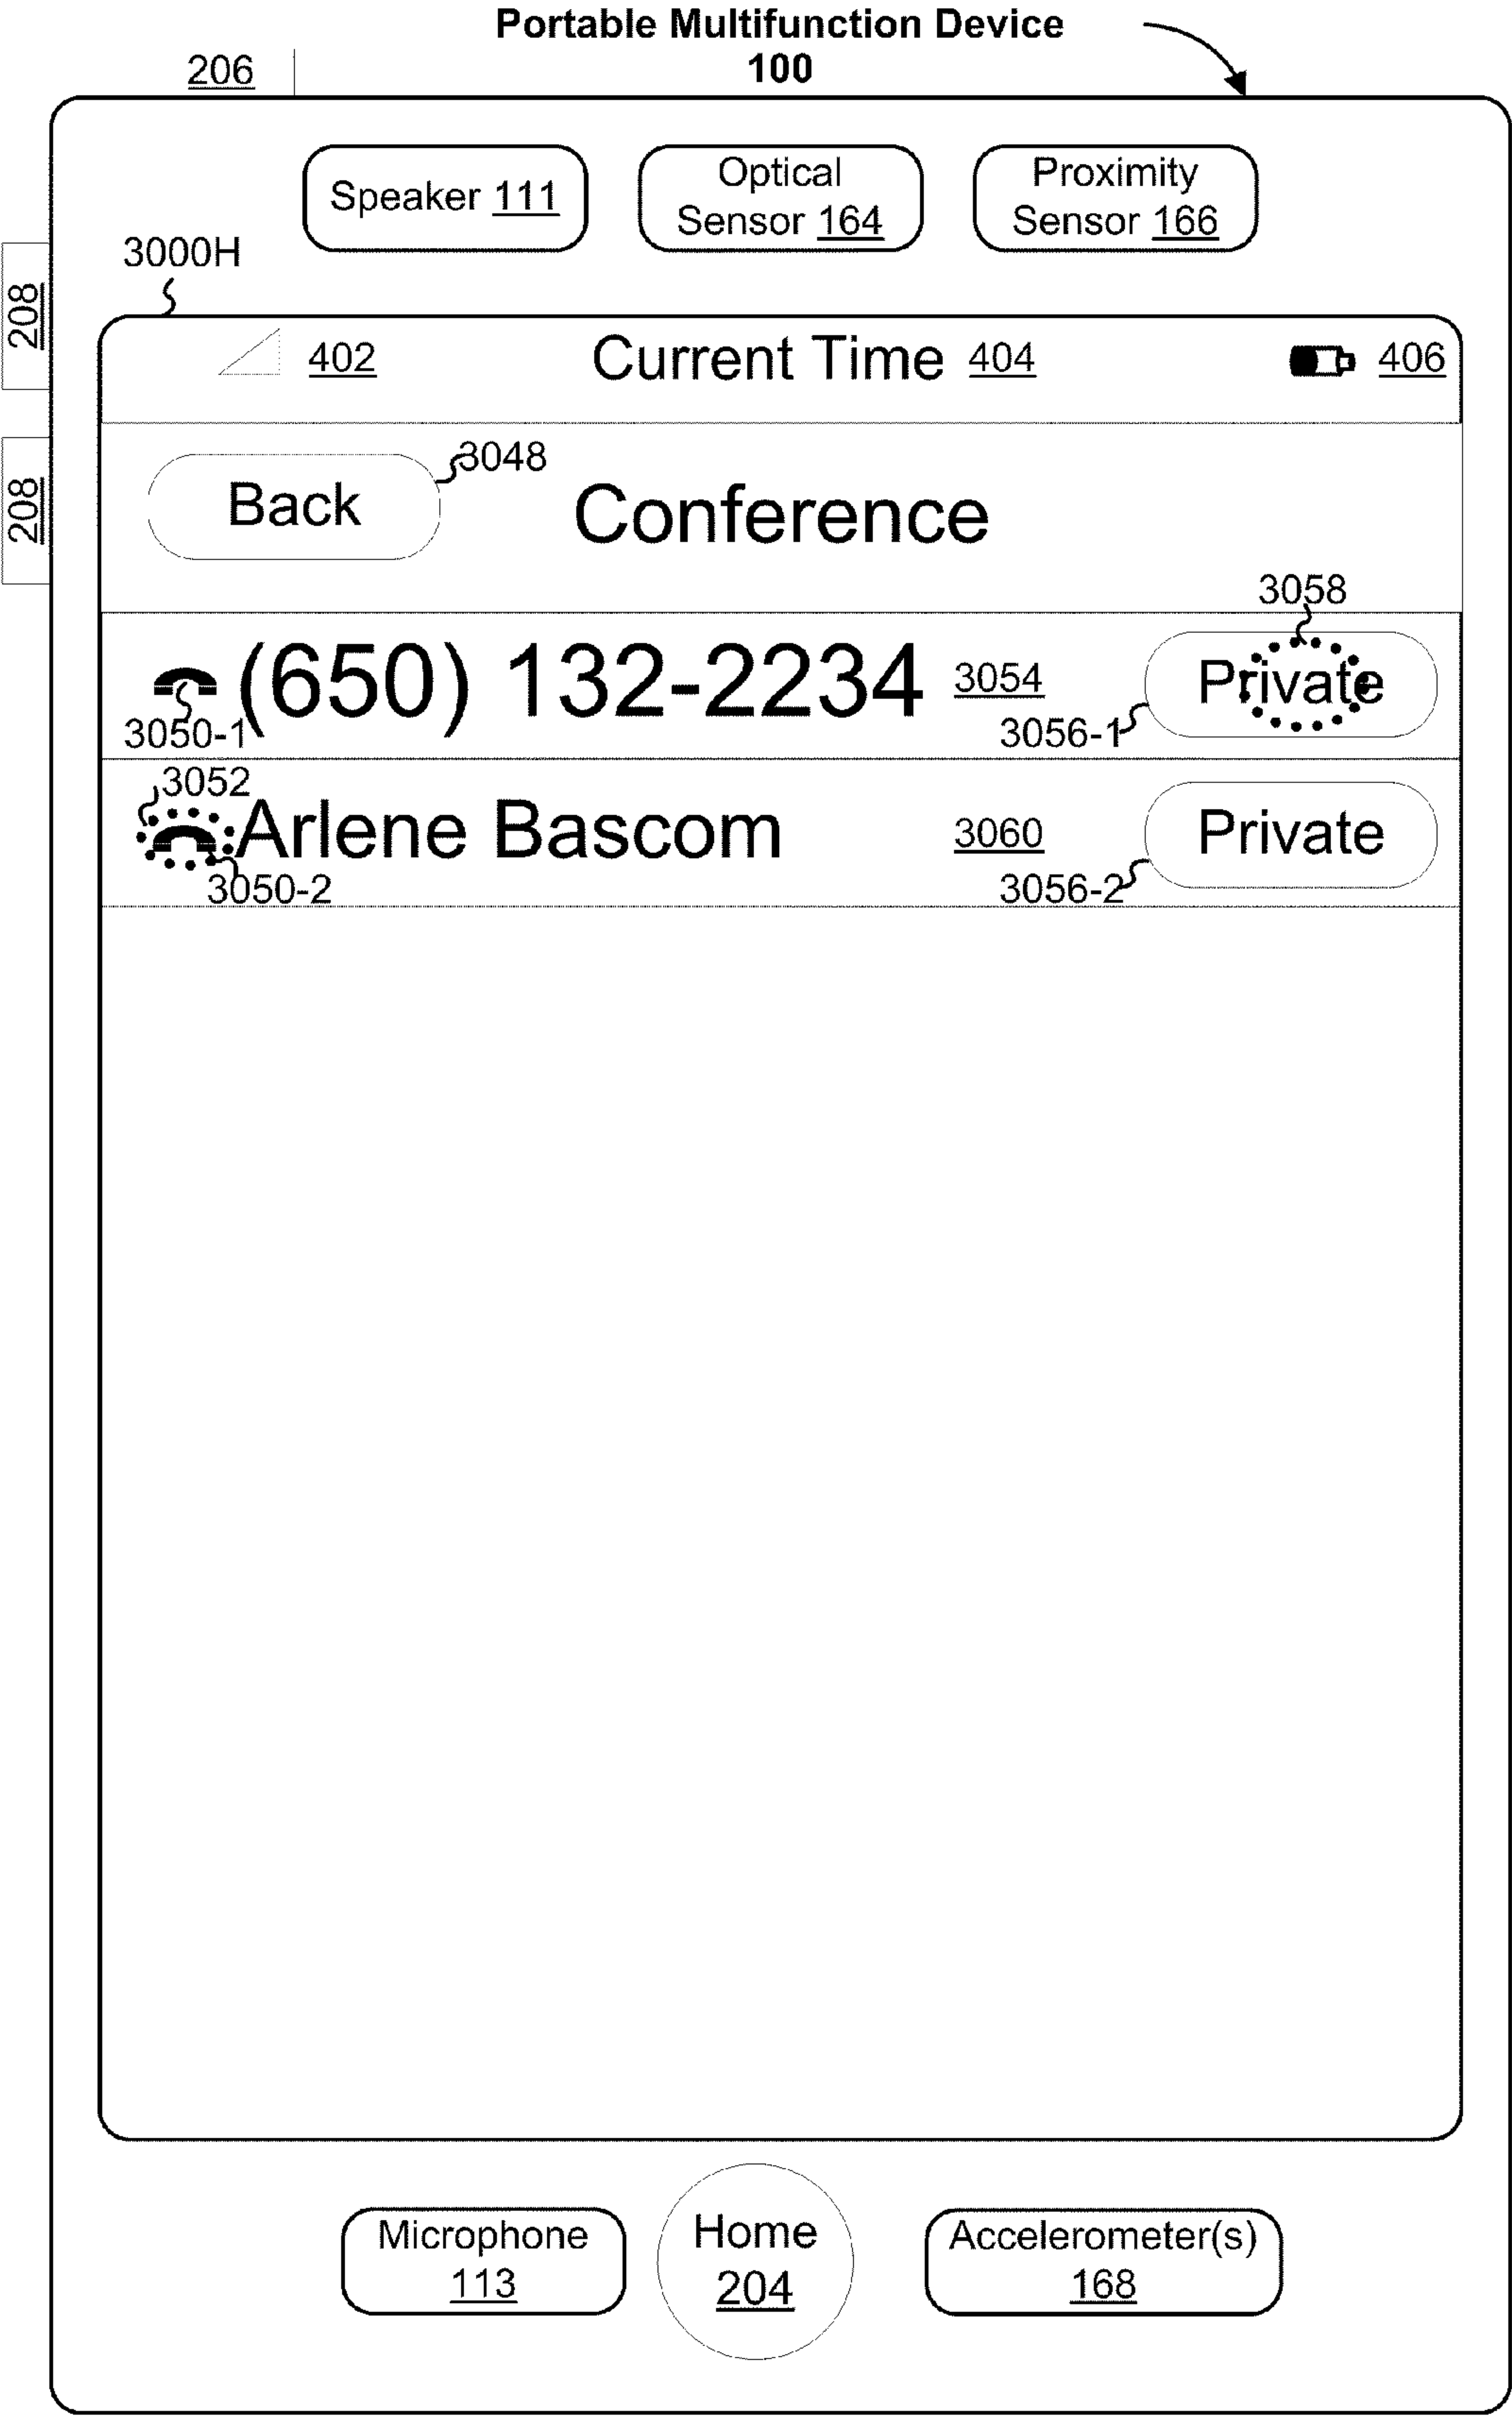 Portable Multifunction Device
100
206
Speaker 111
Optical
Sensor 164
Proximity
Sensor 166
3000H
208
208
402
Current Time 404
406
Back
3048
Conference
3058
(650) 132-2234
3054
Private
3050-1
3056-1
3052
Arlene Bascom
3060
Private
3050-2
3056-2
Microphone
113
Home
204
Accelerometer(s)
168